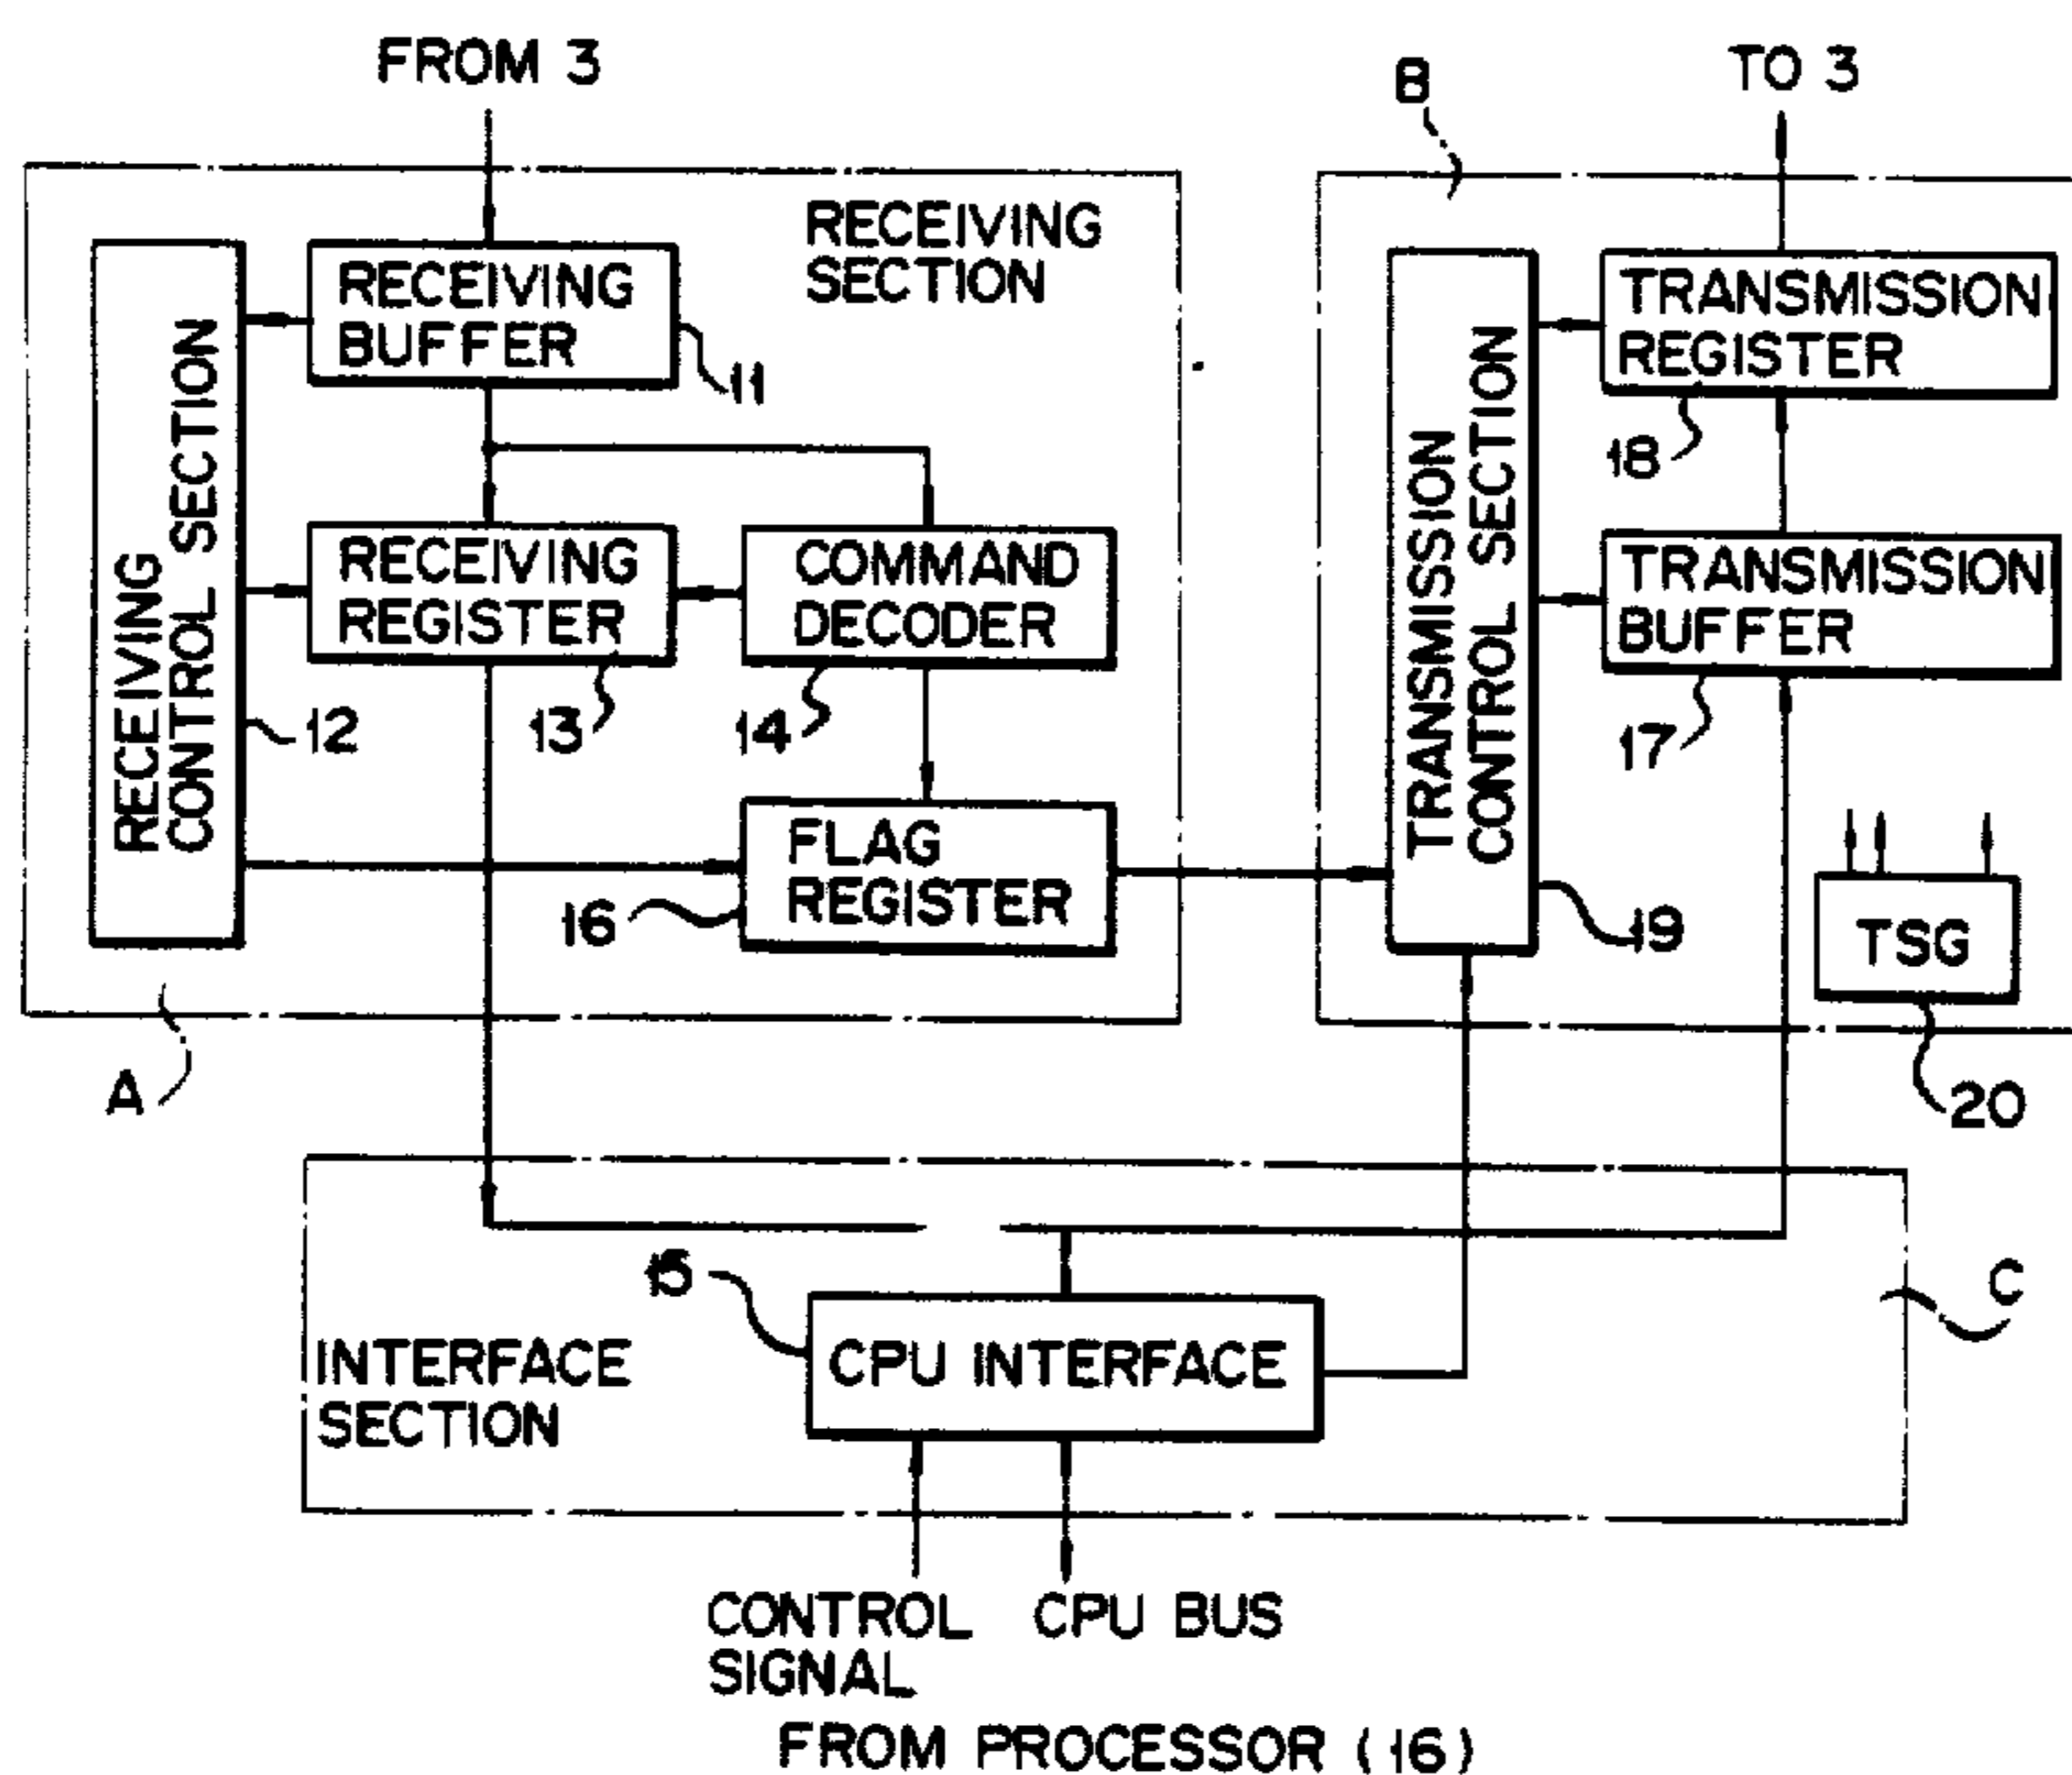 FROM 3
B
TO 3
RECEIVING
SECTION
RECEIVING
CONTROL SECTION
RECEIVING
BUFFER
11
RECEIVING
REGISTER
COMMAND
DECODER
12
13
14
FLAG
REGISTER
16
A
TRANSMISSION
CONTROL SECTION
TRANSMISSION
REGISTER
18
TRANSMISSION
BUFFER
17
19
TSG
20
15
C
CPU INTERFACE
INTERFACE
SECTION
CONTROL
SIGNAL
CPU BUS
FROM PROCESSOR (16)